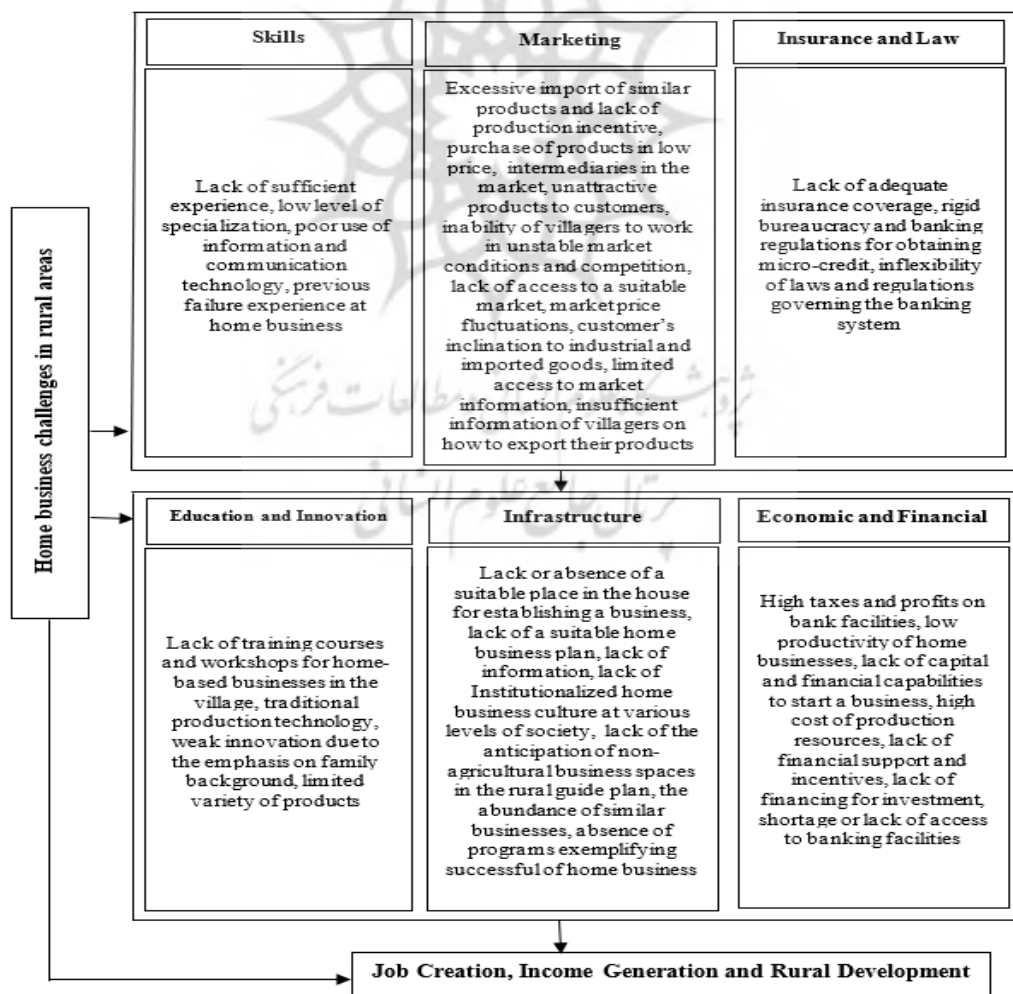 Home business challenges in rural areas
Skills
Lack of sufficient
experience, low level of
specialization, poor use of
information and
communication
technology, previous
failure experience at
home business
Marketing
Excessive import of similar
products and lack of
production incentive,
purchase of products in low
price, intermediaries in the
market, unattractive
products to customers,
inability of villagers to work
in unstable market
conditions and competition,
lack of access to a suitable
market, market price
fluctuations, customer's
inclination to industrial and
imported goods, limited
access to market
information, insufficient
information of villagers on
how to export their products
Insurance and Law
Lack of adequate
insurance coverage, rigid
bureaucracy and banking
regulations for obtaining
micro-credit, inflexibility
of laws and regulations
governing the banking
system
پژوهشگاه علوم انسانی و مطالعات فرهنگی
پرتال جامع علوم انسانی
Education and Innovation
Lack of training courses
and workshops for home-
based businesses in the
village, traditional
production technology,
weak innovation due to
the emphasis on family
background, limited
variety of products
Infrastructure
Lack or absence of a
suitable place in the house
for establishing a business,
lack of a suitable home
business plan, lack of
information, lack of
Institutionalized home
business culture at various
levels of society, lack of the
anticipation of non-
agricultural business spaces
in the rural guide plan, the
abundance of similar
businesses, absence of
programs exemplifying
successful of home business
Economic and Financial
High taxes and profits on
bank facilities, low
productivity of home
businesses, lack of capital
and financial capabilities
to start a business, high
cost of production
resources, lack of
financial support and
incentives, lack of
financing for investment,
shortage or lack of access
to banking facilities
Job Creation, Income Generation and Rural Development